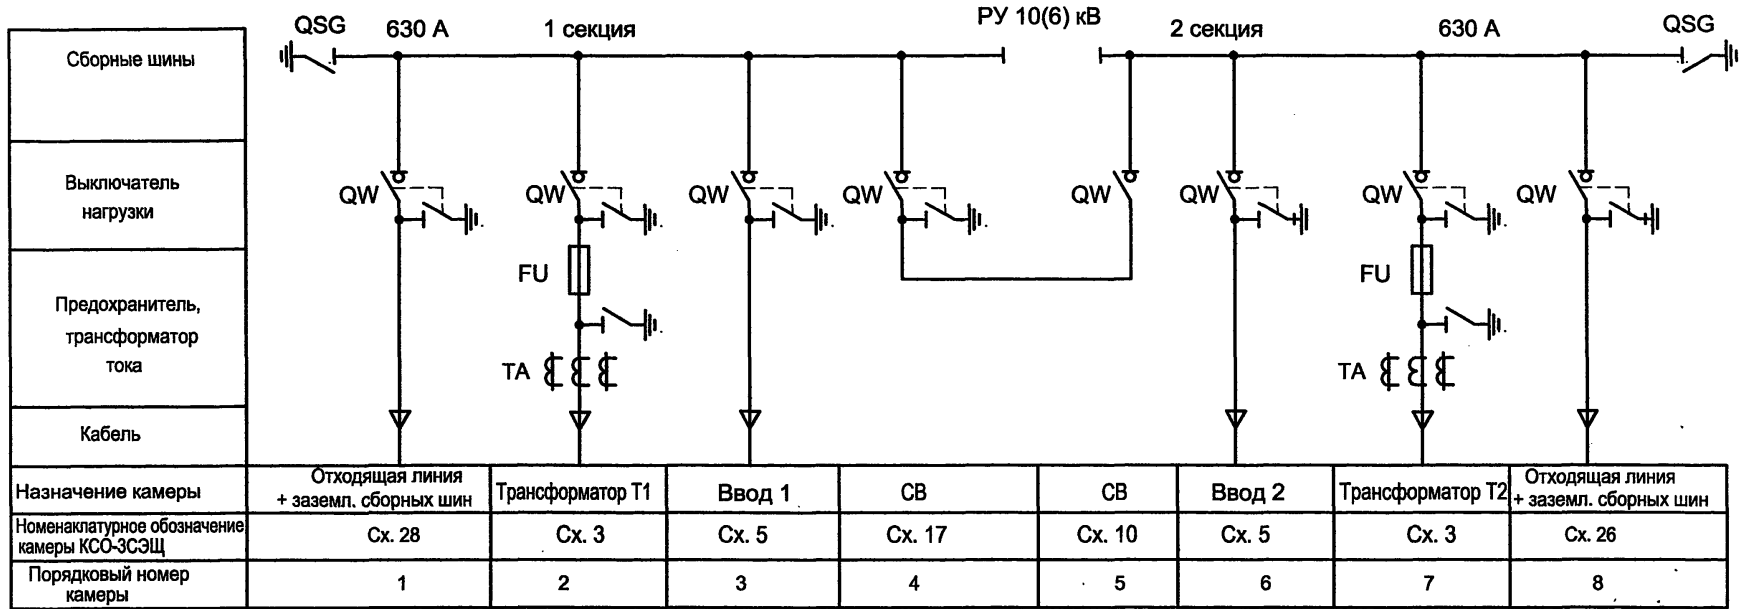 РУ 10(6) кВ
QSG 630 А 1 секция 2 секция 630 А QSG
Сборные шины
Выключатель
нагрузки
QW QW QW QW QW QW QW QW
Предохранитель,
трансформатор
тока
FU FU
ТА ТА
Кабель
Назначение камеры
Отходящая линия
+ заземл. сборных шин
Трансформатор Т1
Ввод 1
СВ
СВ
Ввод 2
Трансформатор Т2
Отходящая линия
+ заземл. сборных шин
Номенаклатурное обозначение
камеры КСО-3СЭЩ
Сх. 28 Сх. 3 Сх. 5 Сх. 17 Сх. 10 Сх. 5 Сх. 3 Сх. 26
Порядковый номер
камеры
1 2 3 4 5 6 7 8